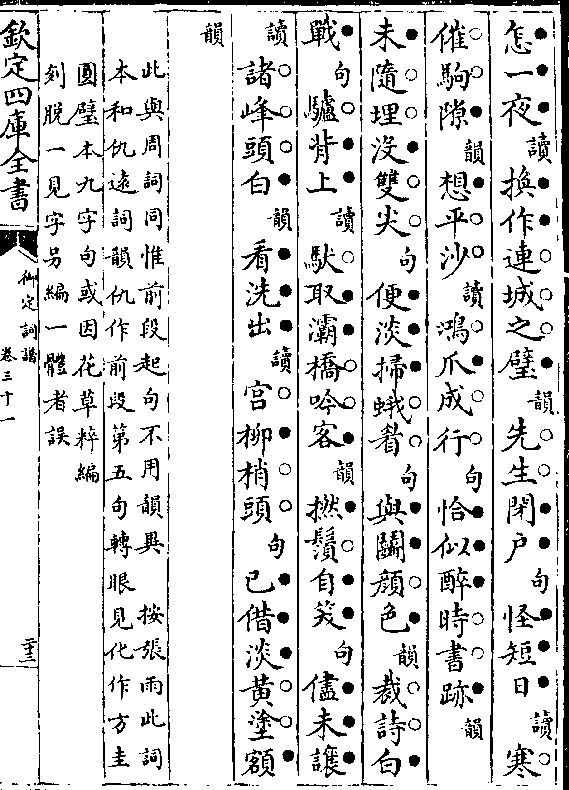 怎一夜讀換作連城之璧韻先生閉戶句怪短日讀寒
催駒隙韻想平沙讀鴻爪成行句恰似醉時書跡韻
未隨埋沒雙尖句便淡掃蛾睂句與鬭顔色韻裁詩白
戰句驢背上讀馱取灞橋吟客韻撚鬚自笑句儘未讓
讀諸峰頭白韻看洗出讀宮柳梢頭句已借淡黄塗額
韻
此與周詞同惟前段起句不用韻異 按張雨此詞
本和仇遠詞韻仇作前段第五句轉眼見化作方圭
圓璧本九字句或因花草粹編
刻脱一見字另編一體者誤
欽定四庫全書
御定詞譜
卷三十一
二十三